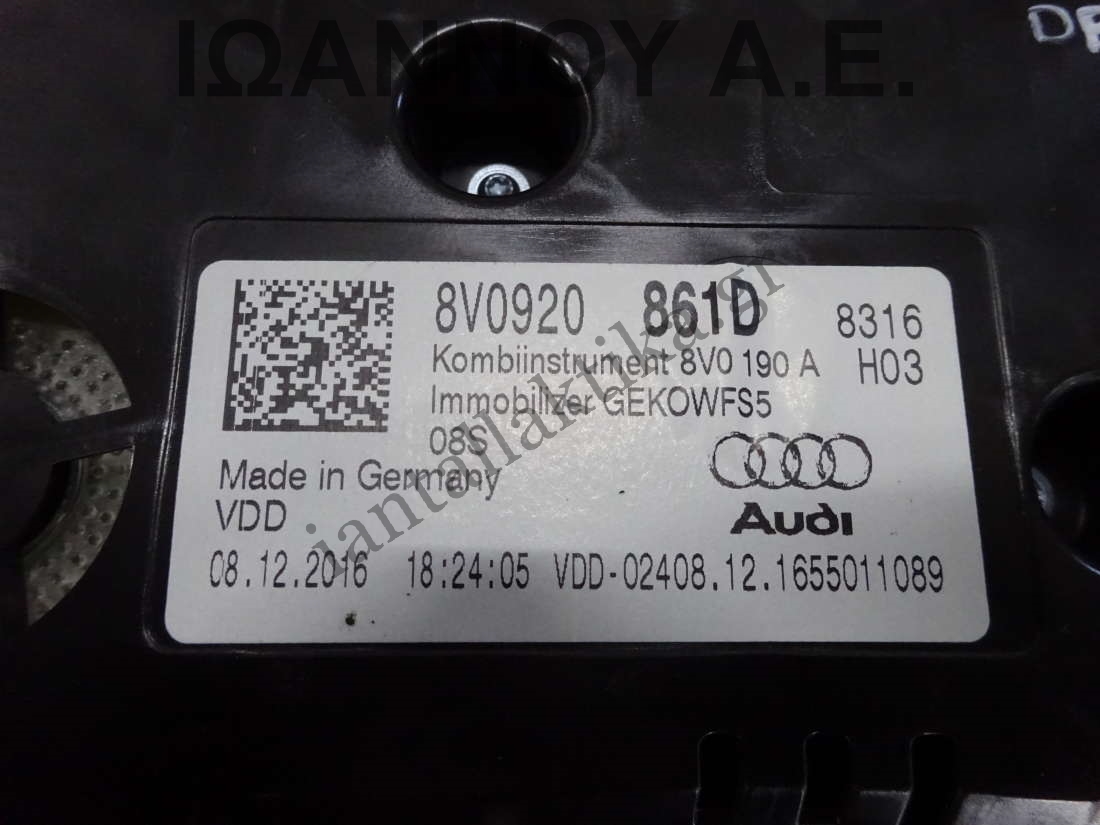 ΙΩΑΝΝΟΥ Α.Ε.
8V0920 861D 8316
Kombiinstrument 8V0 190 A H03
Immobilizer GEKOWFS5
08S
Made in Germany
VDD
Audi
08.12.2016 18:24:05 VDD-02408.12.1655011089
iantallaktika.gr